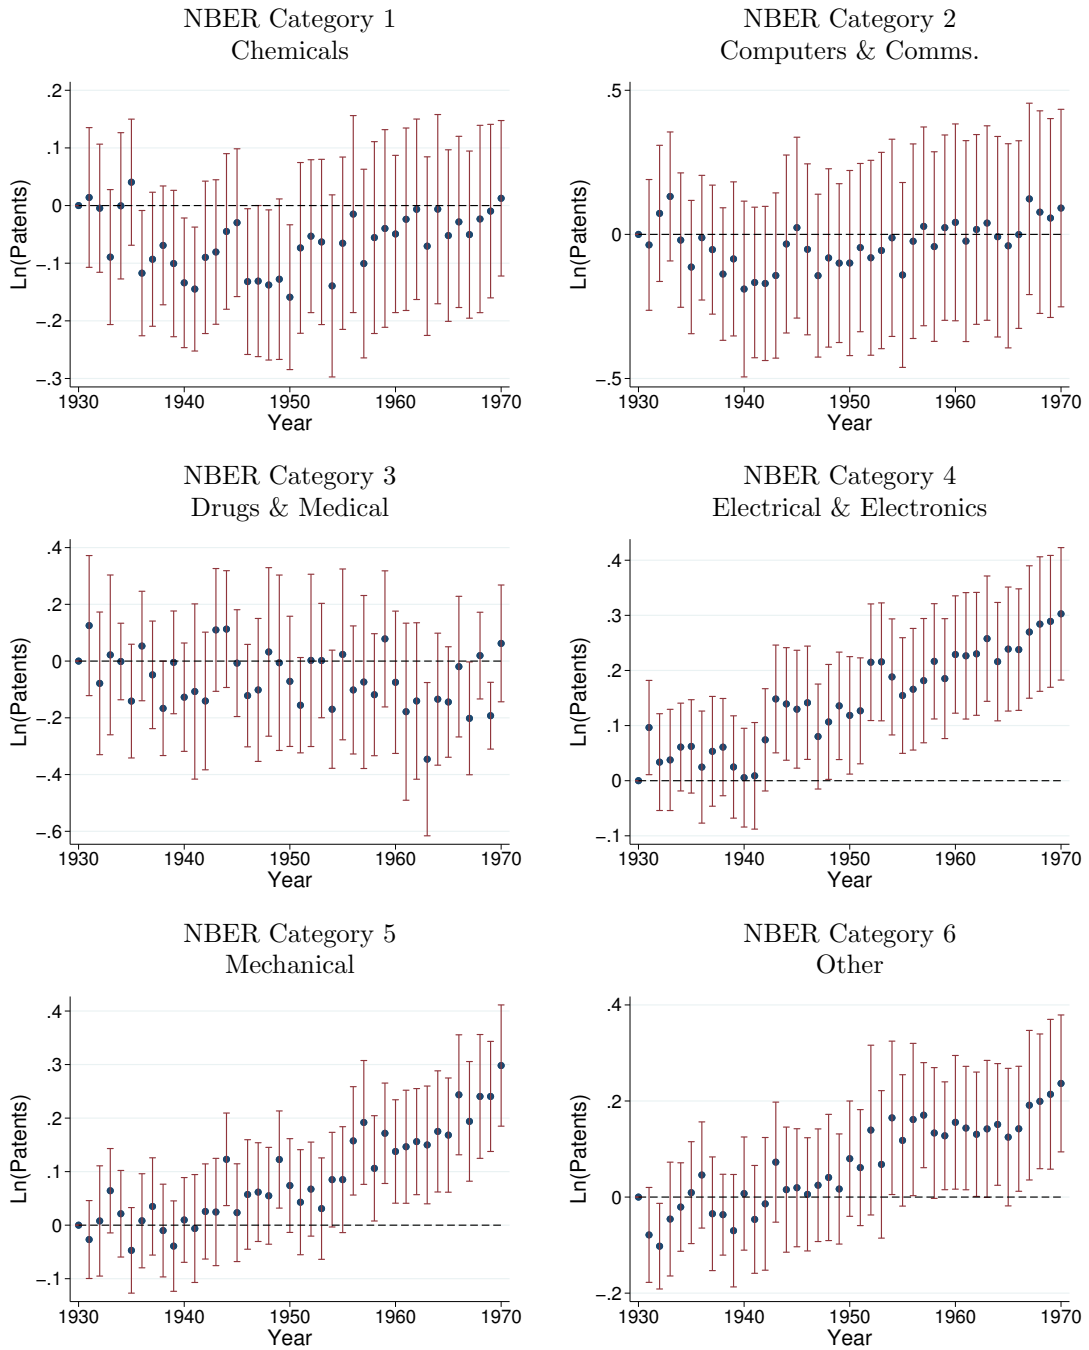 NBER Category 1
Chemicals
Ln(Patents)
.2
.1
0
−.1
−.2
−.3
1930 1940 1950 1960 1970
Year
NBER Category 2
Computers & Comms.
Ln(Patents)
.5
0
−.5
1930 1940 1950 1960 1970
Year
NBER Category 3
Drugs & Medical
Ln(Patents)
.4
.2
0
−.2
−.4
−.6
1930 1940 1950 1960 1970
Year
NBER Category 4
Electrical & Electronics
Ln(Patents)
.4
.3
.2
.1
0
−.1
1930 1940 1950 1960 1970
Year
NBER Category 5
Mechanical
Ln(Patents)
.4
.3
.2
.1
0
−.1
1930 1940 1950 1960 1970
Year
NBER Category 6
Other
Ln(Patents)
.4
.2
0
−.2
1930 1940 1950 1960 1970
Year